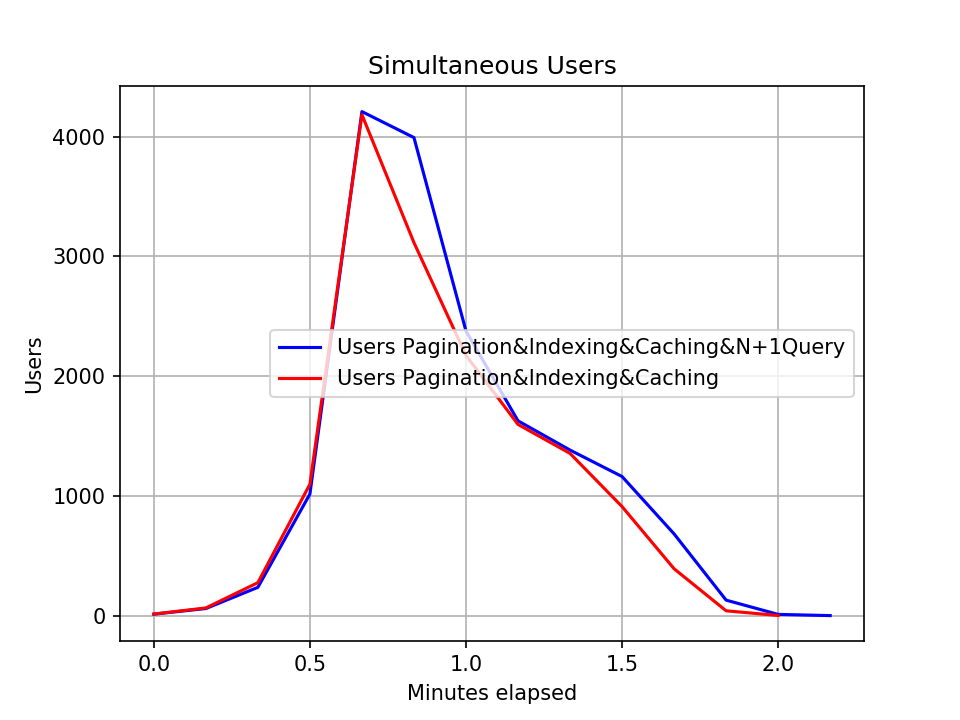 Simultaneous Users
Users
4000
3000
2000
1000
0
Users Pagination&Indexing&Caching&N+1Query
Users Pagination&Indexing&Caching
0.0 0.5 1.0 1.5 2.0
Minutes elapsed